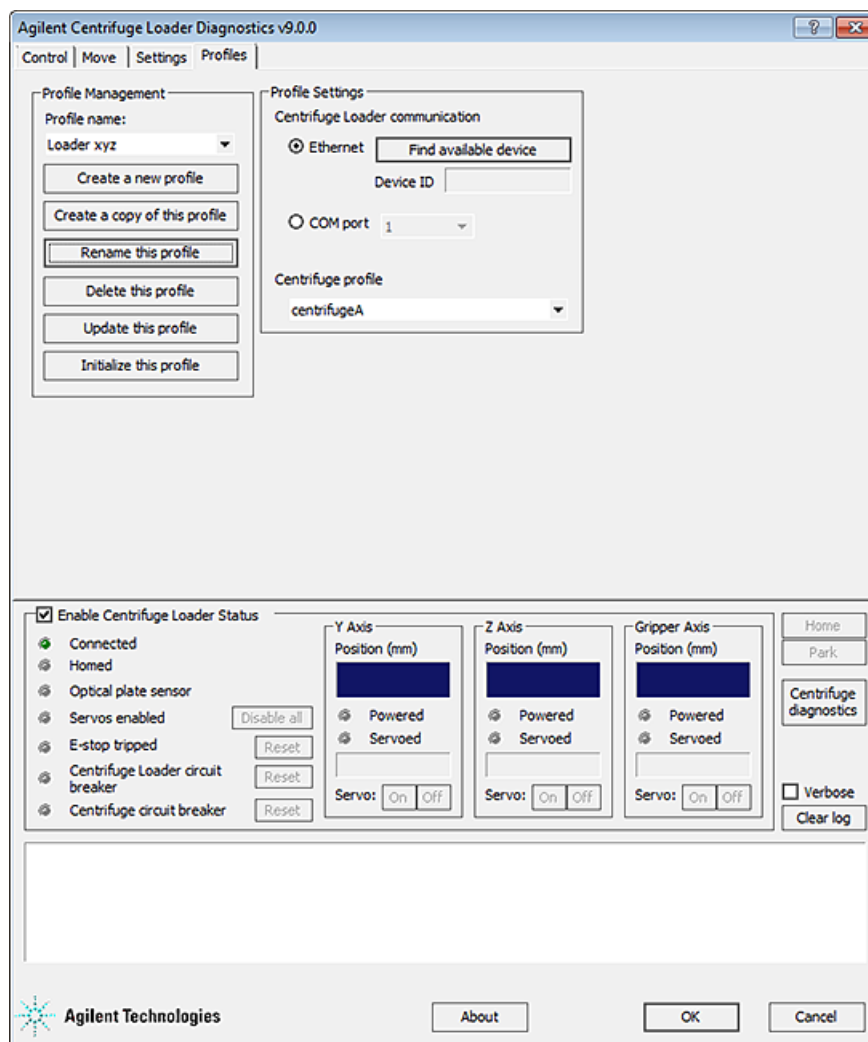 Agilent Centrifuge Loader Diagnostics v9.0.0
Control Move Settings Profiles
Profile Management
Profile name:
Loader xyz
Create a new profile
Create a copy of this profile
Rename this profile
Delete this profile
Update this profile
Initialize this profile
Profile Settings
Centrifuge Loader communication
Ethernet Find available device
Device ID
COM port 1
Centrifuge profile
centrifugeA
Enable Centrifuge Loader Status
Connected
Homed
Optical plate sensor
Servos enabled Disable all
E-stop tripped Reset
Centrifuge Loader circuit
breaker Reset
Centrifuge circuit breaker Reset
Y Axis
Position (mm)
Powered
Servoed
Servo: On Off
Z Axis
Position (mm)
Powered
Servoed
Servo: On Off
Gripper Axis
Position (mm)
Powered
Servoed
Servo: On Off
Home
Park
Centrifuge
diagnostics
Verbose
Clear log
Agilent Technologies
About OK Cancel